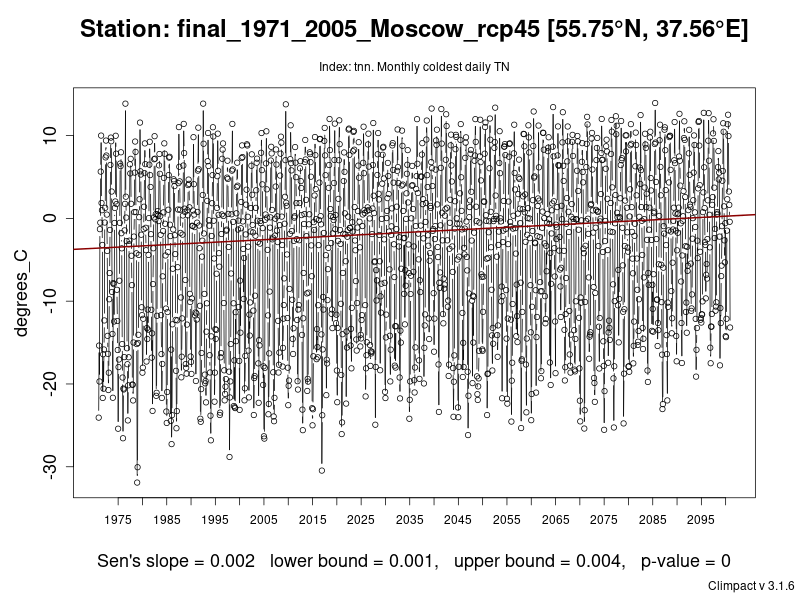 Station: final_1971_2005_Moscow_rcp45 [55.75°N, 37.56°E]
Index: tnn. Monthly coldest daily TN
degrees_C
10
0
-10
-20
-30
1975 1985 1995 2005 2015 2025 2035 2045 2055 2065 2075 2085 2095
Sen's slope = 0.002 lower bound = 0.001, upper bound = 0.004, p-value = 0
Climpact v 3.1.6